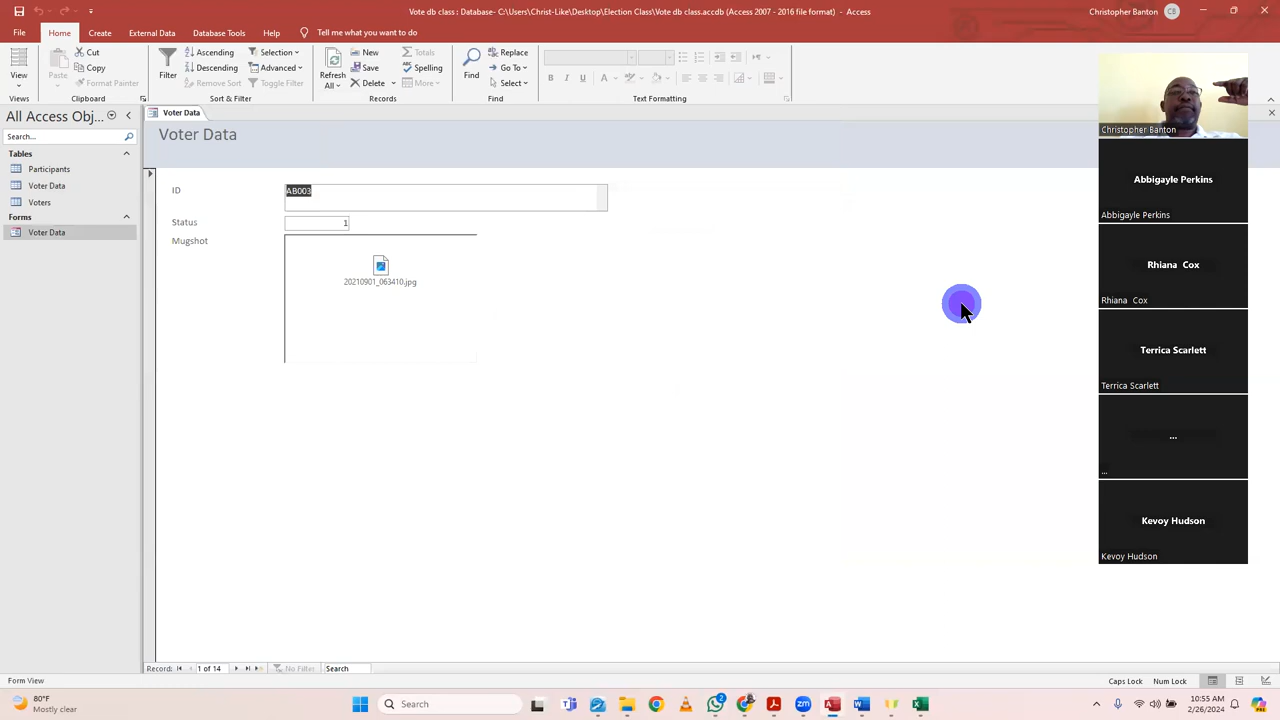 Vote db class : Database- C:\Users\Christ-Like\Desktop\Election Class\Vote db class.accdb (Access 2007 - 2016 file format) - Access
Christopher Banton CB
File Home Create External Data Database Tools Help Tell me what you want to do
View
Views
Paste
Cut
Copy
Format Painter
Clipboard
Filter
Ascending
Descending
Remove Sort
Selection
Advanced
Toggle Filter
Sort & Filter
Refresh All
New
Save
Delete
Totals
Spelling
More
Records
Find
Replace
Go To
Select
Find
B I U A
Text Formatting
All Access Obj...
Search...
Tables
Participants
Voter Data
Voters
Forms
Voter Data
Voter Data
Voter Data
ID AB003
Status 1
Mugshot
20210901_063410.jpg
Christopher Banton
Abbigayle Perkins
Abbigayle Perkins
Rhiana Cox
Rhiana Cox
Terrica Scarlett
Terrica Scarlett
...
...
Kevoy Hudson
Kevoy Hudson
Record: 1 of 14 No Filter Search
Form View
Caps Lock Num Lock
80°F
Mostly clear
Search
2
zm
10:55 AM
2/26/2024